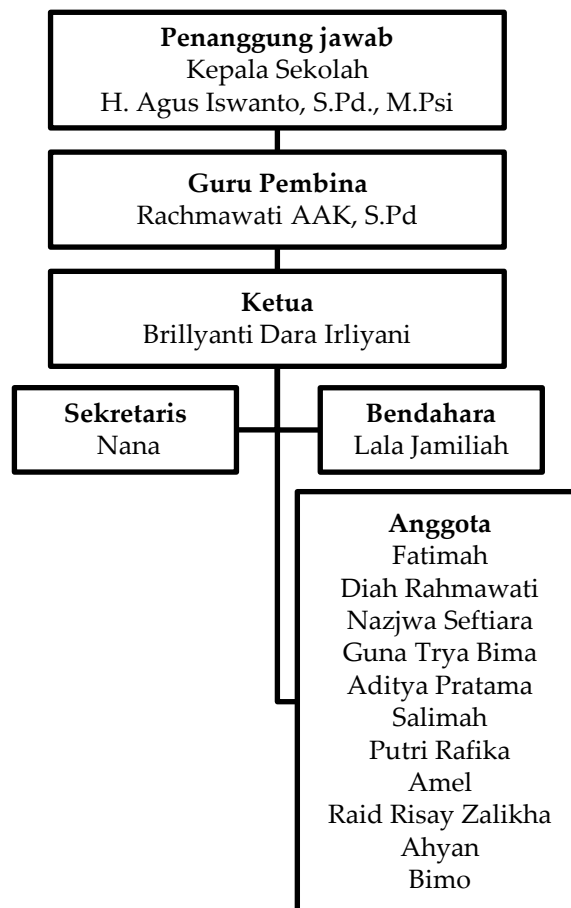 Penanggung jawab
Kepala Sekolah
H. Agus Iswanto, S.Pd., M.Psi
Guru Pembina
Rachmawati AAK, S.Pd
Ketua
Brillyanti Dara Irliyani
Sekretaris
Nana
Bendahara
Lala Jamiliah
Anggota
Fatimah
Diah Rahmawati
Nazjwa Seftiara
Guna Trya Bima
Aditya Pratama
Salimah
Putri Rafika
Amel
Raid Risay Zalikha
Ahyan
Bimo